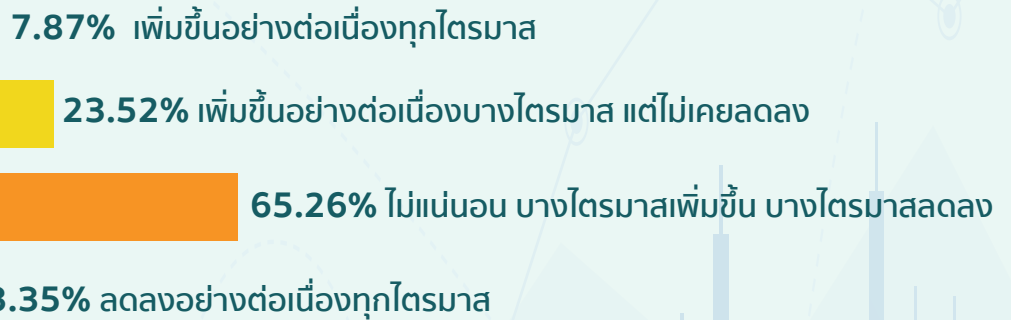 7.87% เพิ่มขึ้นอย่างต่อเนื่องทุกไตรมาส
23.52% เพิ่มขึ้นอย่างต่อเนื่องบางไตรมาส แต่ไม่เคยลดลง
65.26% ไม่แน่นอน บางไตรมาสเพิ่มขึ้น บางไตรมาสลดลง
3.35% ลดลงอย่างต่อเนื่องทุกไตรมาส